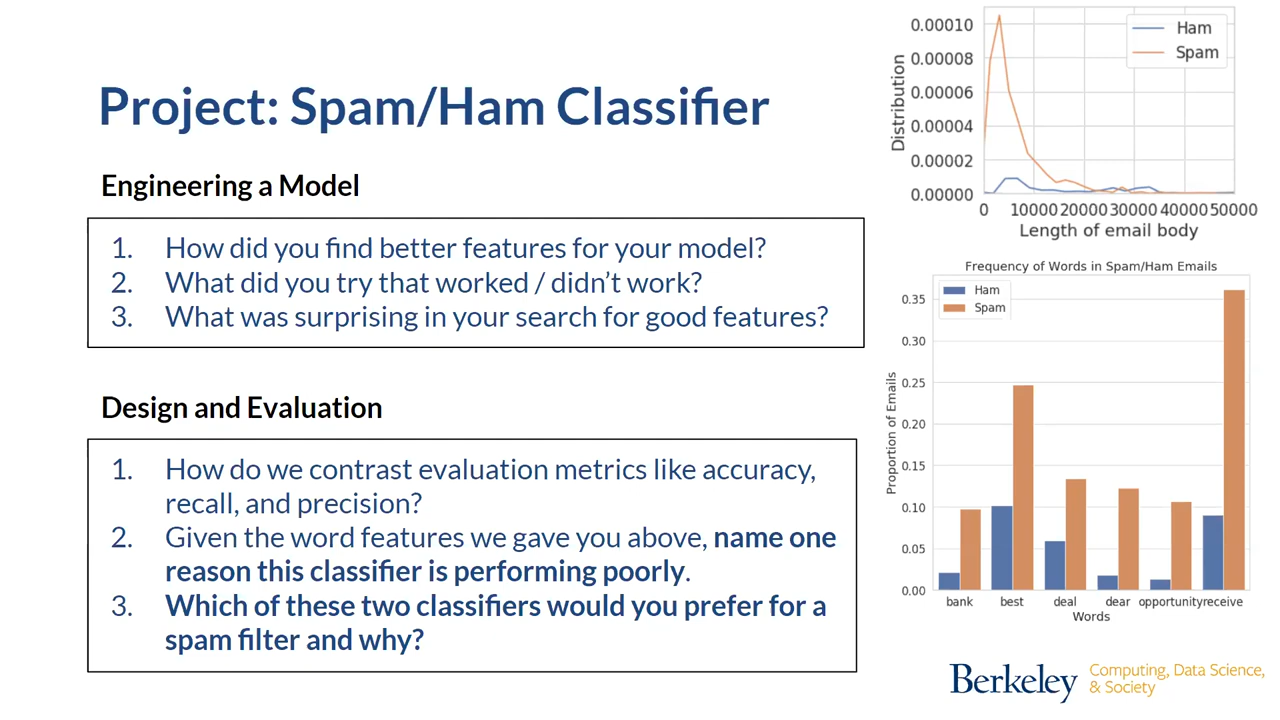 Project: Spam/Ham Classifier
Engineering a Model
1. How did you find better features for your model?
2. What did you try that worked / didn't work?
3. What was surprising in your search for good features?
Design and Evaluation
1. How do we contrast evaluation metrics like accuracy,
recall, and precision?
2. Given the word features we gave you above, name one
reason this classifier is performing poorly.
3. Which of these two classifiers would you prefer for a
spam filter and why?
Ham
Spam
Distribution
0.00010
0.00008
0.00006
0.00004
0.00002
0.00000
0 10000 20000 30000 40000 50000
Length of email body
Frequency of Words in Spam/Ham Emails
Ham
Spam
Proportion of Emails
0.35
0.30
0.25
0.20
0.15
0.10
0.05
0.00
bank best deal dear opportunity receive
Words
Berkeley
Computing, Data Science,
& Society